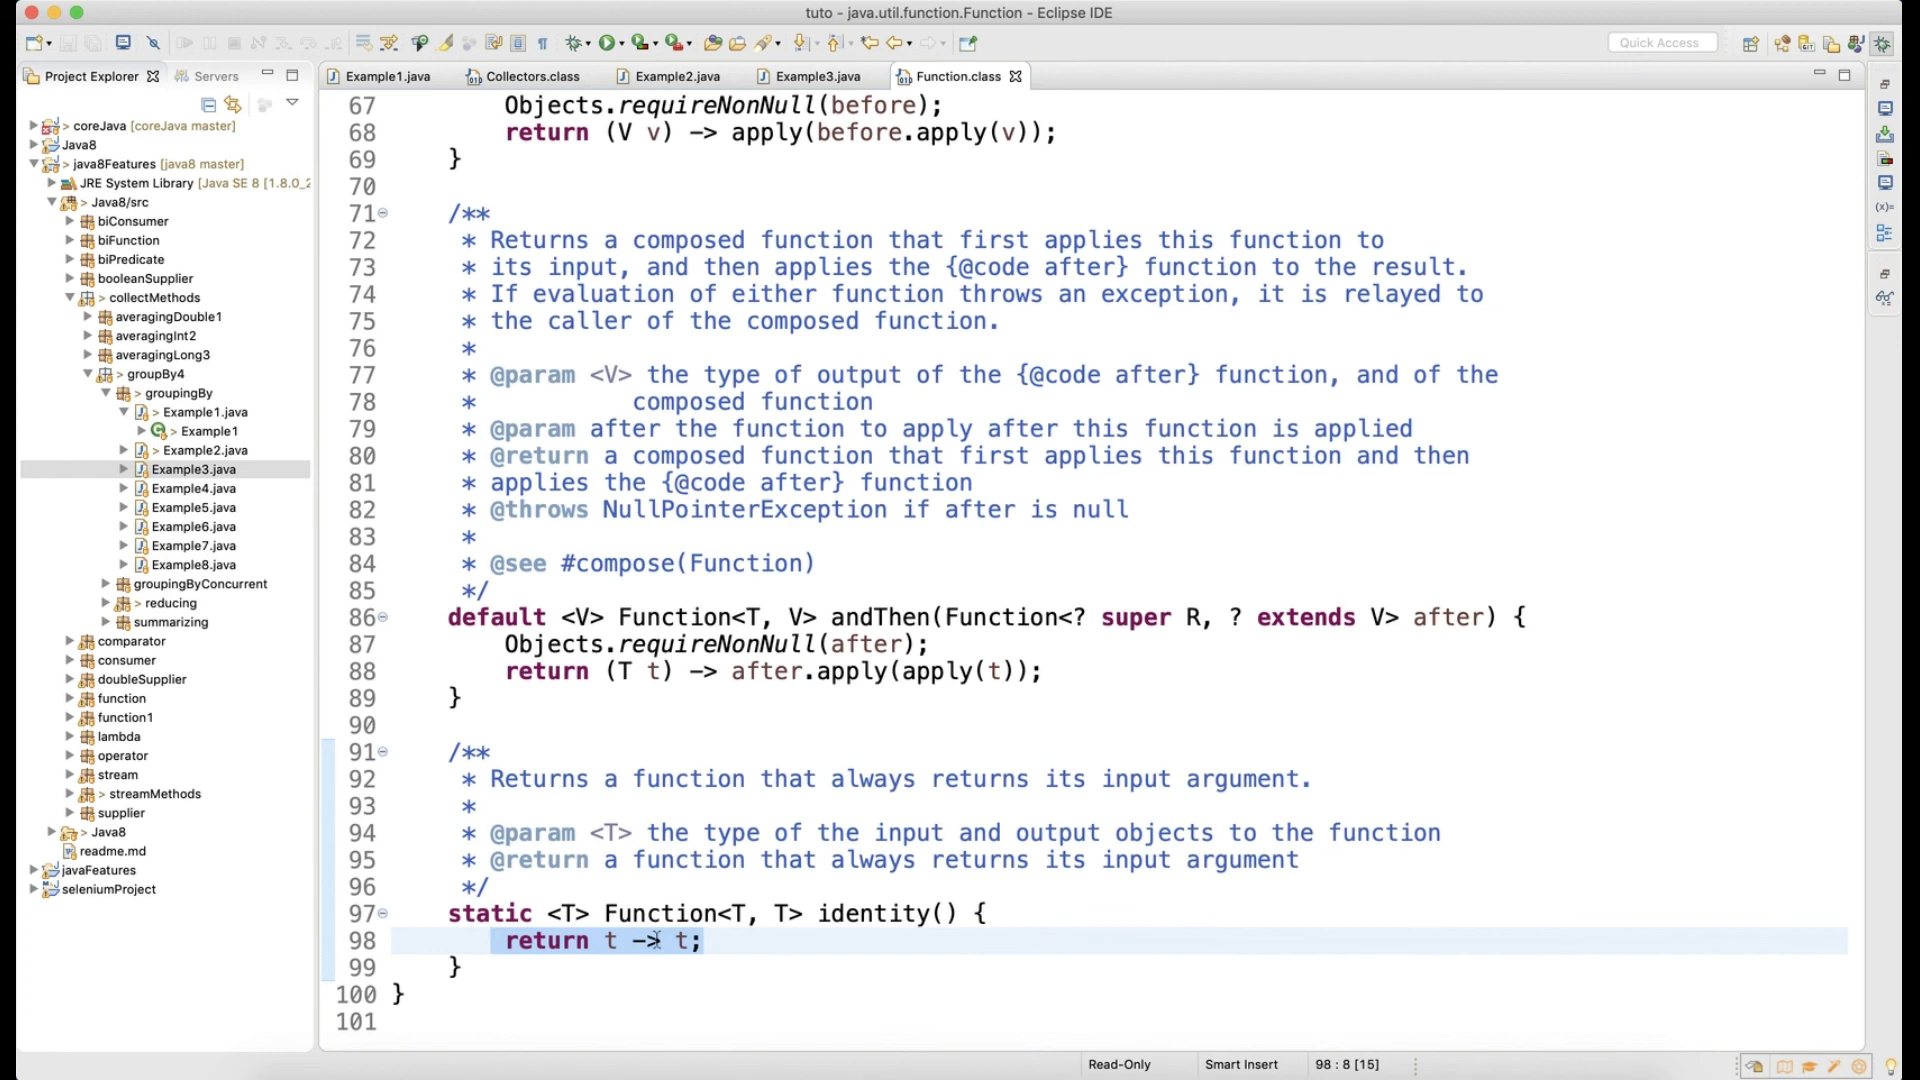 tuto - java.util.function.Function - Eclipse IDE
Quick Access
Project Explorer
Servers
Example1.java
Collectors.class
Example2.java
Example3.java
Function.class
> coreJava [coreJava master]
Java8
> java8Features [java8 master]
JRE System Library [Java SE 8 [1.8.0_2
> Java8/src
biConsumer
biFunction
biPredicate
booleanSupplier
> collectMethods
averagingDouble1
averagingInt2
averagingLong3
> groupBy4
> groupingBy
> Example1.java
> Example1
> Example2.java
Example3.java
Example4.java
Example5.java
Example6.java
Example7.java
Example8.java
groupingByConcurrent
> reducing
summarizing
comparator
consumer
doubleSupplier
function
function1
lambda
operator
stream
> streamMethods
supplier
> Java8
readme.md
javaFeatures
seleniumProject
67 Objects.requireNonNull(before);
68 return (V v) -> apply(before.apply(v));
69 }
70
71 /**
72 * Returns a composed function that first applies this function to
73 * its input, and then applies the {@code after} function to the result.
74 * If evaluation of either function throws an exception, it is relayed to
75 * the caller of the composed function.
76 *
77 * @param <V> the type of output of the {@code after} function, and of the
78 * composed function
79 * @param after the function to apply after this function is applied
80 * @return a composed function that first applies this function and then
81 * applies the {@code after} function
82 * @throws NullPointerException if after is null
83 *
84 * @see #compose(Function)
85 */
86 default <V> Function<T, V> andThen(Function<? super R, ? extends V> after) {
87 Objects.requireNonNull(after);
88 return (T t) -> after.apply(apply(t));
89 }
90
91 /**
92 * Returns a function that always returns its input argument.
93 *
94 * @param <T> the type of the input and output objects to the function
95 * @return a function that always returns its input argument
96 */
97 static <T> Function<T, T> identity() {
98 return t -> t;
99 }
100 }
101
Read-Only
Smart Insert
98 : 8 [15]